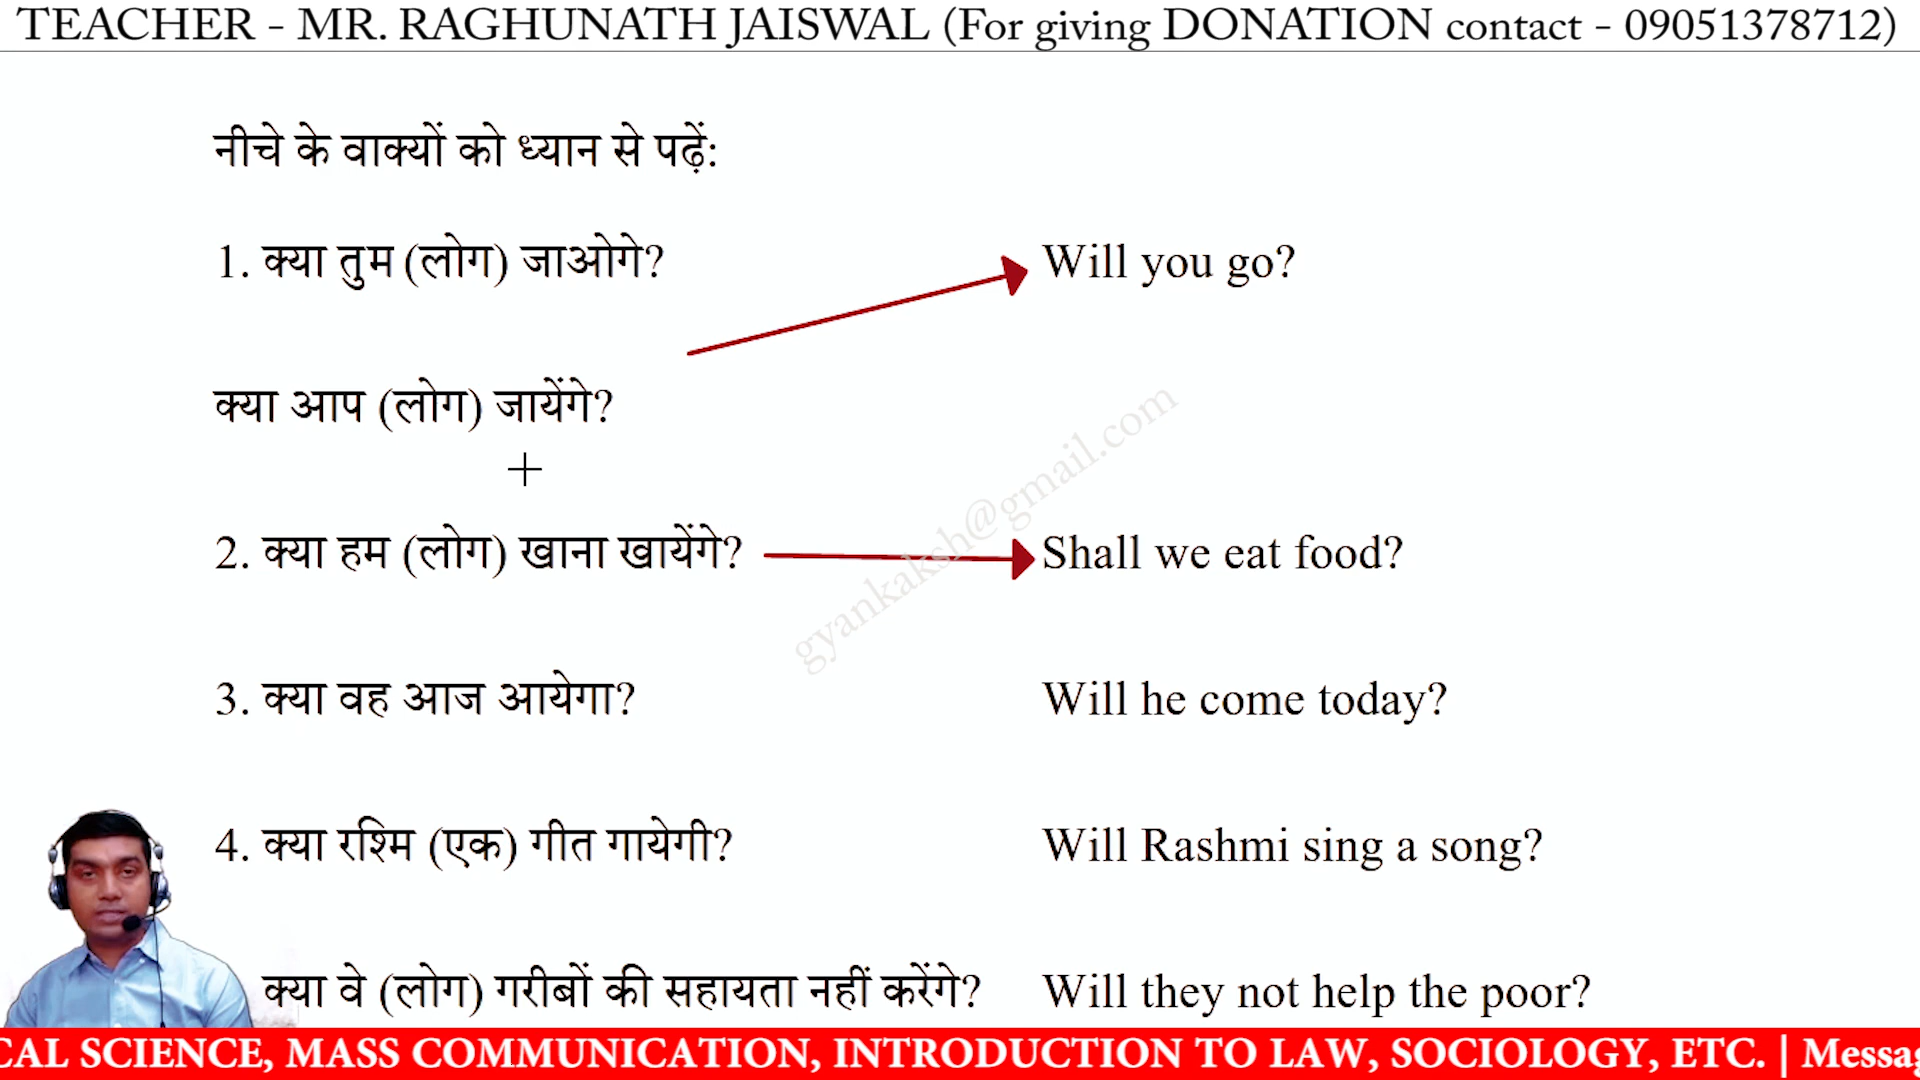 TEACHER - MR. RAGHUNATH JAISWAL (For giving DONATION contact - 09051378712)
नीचे के वाक्यों को ध्यान से पढ़ें:
1. क्या तुम (लोग) जाओगे? Will you go?
क्या आप (लोग) जायेंगे?
2. क्या हम (लोग) खाना खायेंगे? Shall we eat food?
3. क्या वह आज आयेगा? Will he come today?
4. क्या रश्मि (एक) गीत गायेगी? Will Rashmi sing a song?
क्या वे (लोग) गरीबों की सहायता नहीं करेंगे? Will they not help the poor?
gyankaksh@gmail.com
CAL SCIENCE, MASS COMMUNICATION, INTRODUCTION TO LAW, SOCIOLOGY, ETC. | Messag